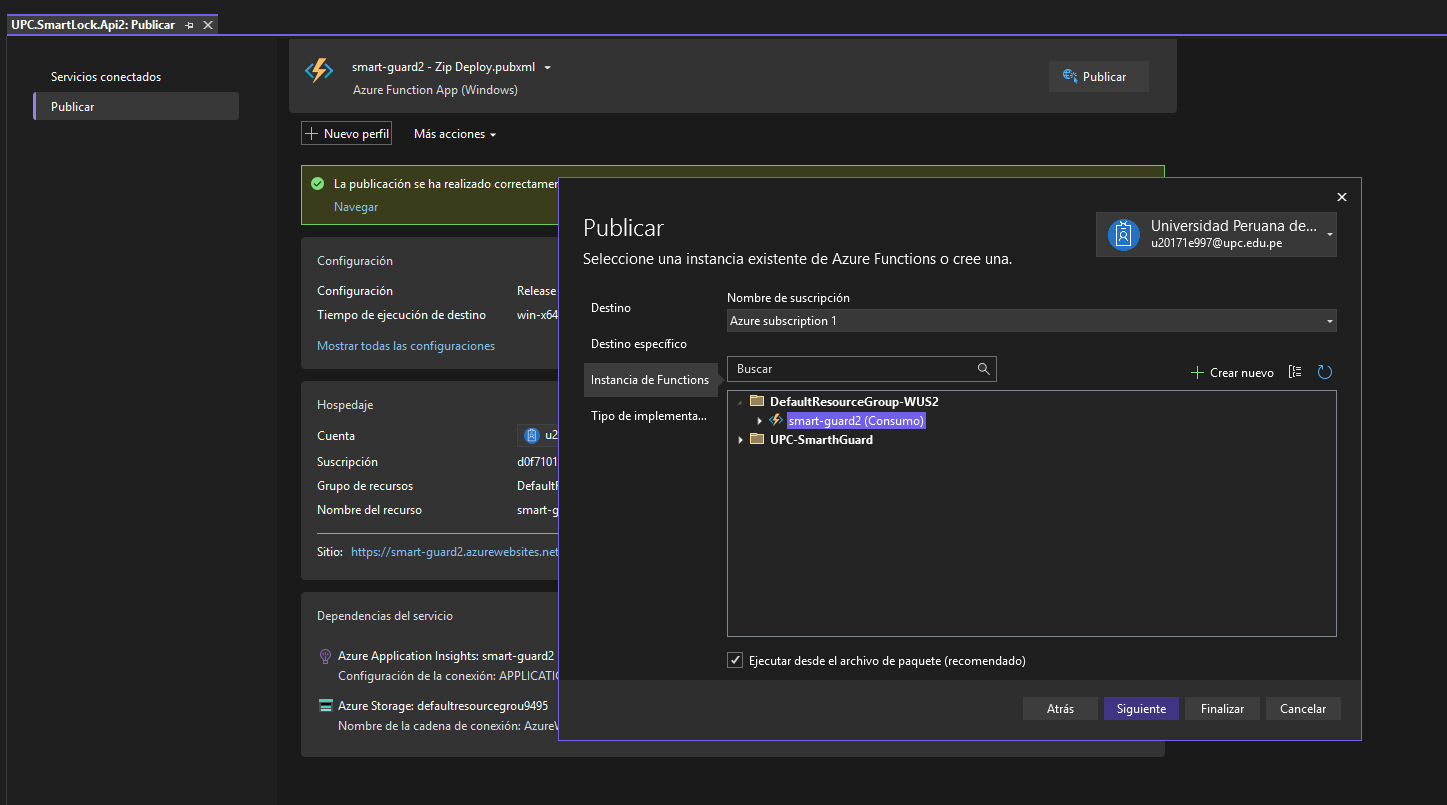 UPC.SmartLock.Api2: Publicar
Servicios conectados
Publicar
smart-guard2 - Zip Deploy.pubxml
Azure Function App (Windows)
Publicar
Nuevo perfil
Más acciones
La publicación se ha realizado
Navegar
Configuración
Configuración
Release
Tiempo de ejecución de destino
win-x64
Mostrar todas las configuraciones
Hospedaje
Cuenta
u2
Suscripción
d0f7101
Grupo de recursos
Nombre del recurso
Sitio:
https://smart-guard2.azurewebsites.net
Dependencias del servicio
Azure Application Insights: smart-guard2
Configuración de la conexión:
Azure Storage: defaultresourcegrou9495
Nombre de la cadena de conexión:
Publicar
Seleccione una instancia existente de Azure Functions o cree una.
Universidad Peruana de...
u20171e997@upc.edu.pe
Destino
Destino específico
Instancia de Functions
Tipo de implementa...
Nombre de suscripción
Azure subscription 1
Buscar
Crear nuevo
DefaultResourceGroup-WUS2
smart-guard2 (Consumo)
UPC-SmarthGuard
Ejecutar desde el archivo de paquete (recomendado)
Atrás
Siguiente
Finalizar
Cancelar